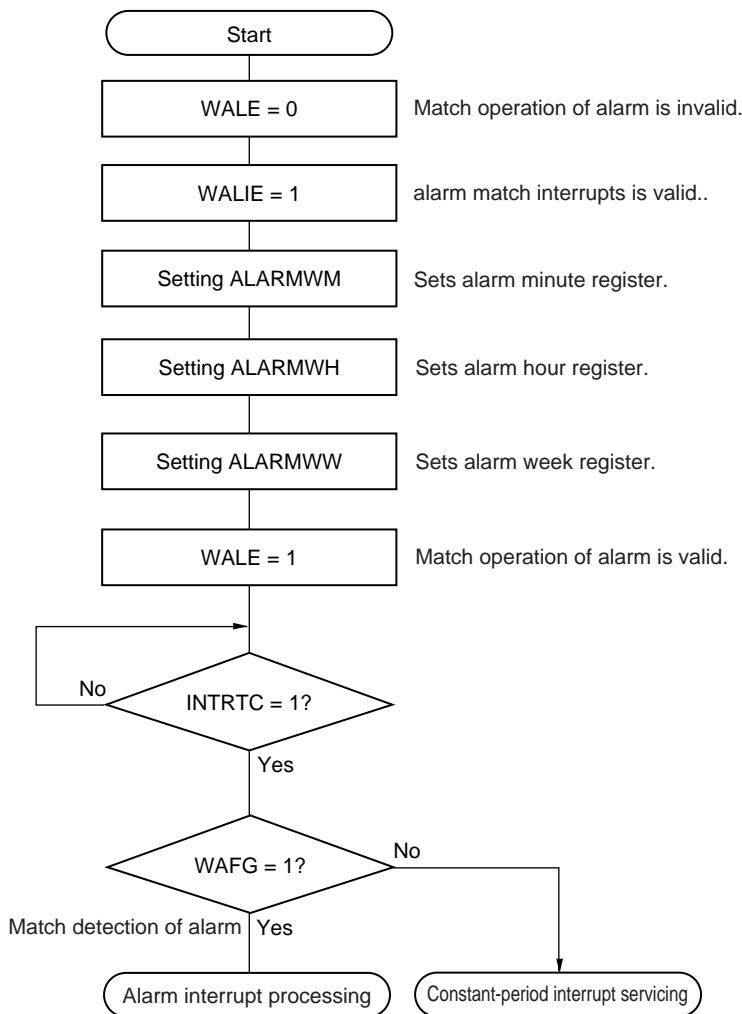 Start
WALE = 0
Match operation of alarm is invalid.
WALIE = 1
alarm match interrupts is valid..
Setting ALARMWM
Sets alarm minute register.
Setting ALARMWH
Sets alarm hour register.
Setting ALARMWW
Sets alarm week register.
WALE = 1
Match operation of alarm is valid.
No
INTRTC = 1?
Yes
WAFG = 1?
No
Match detection of alarm
Yes
Alarm interrupt processing
Constant-period interrupt servicing